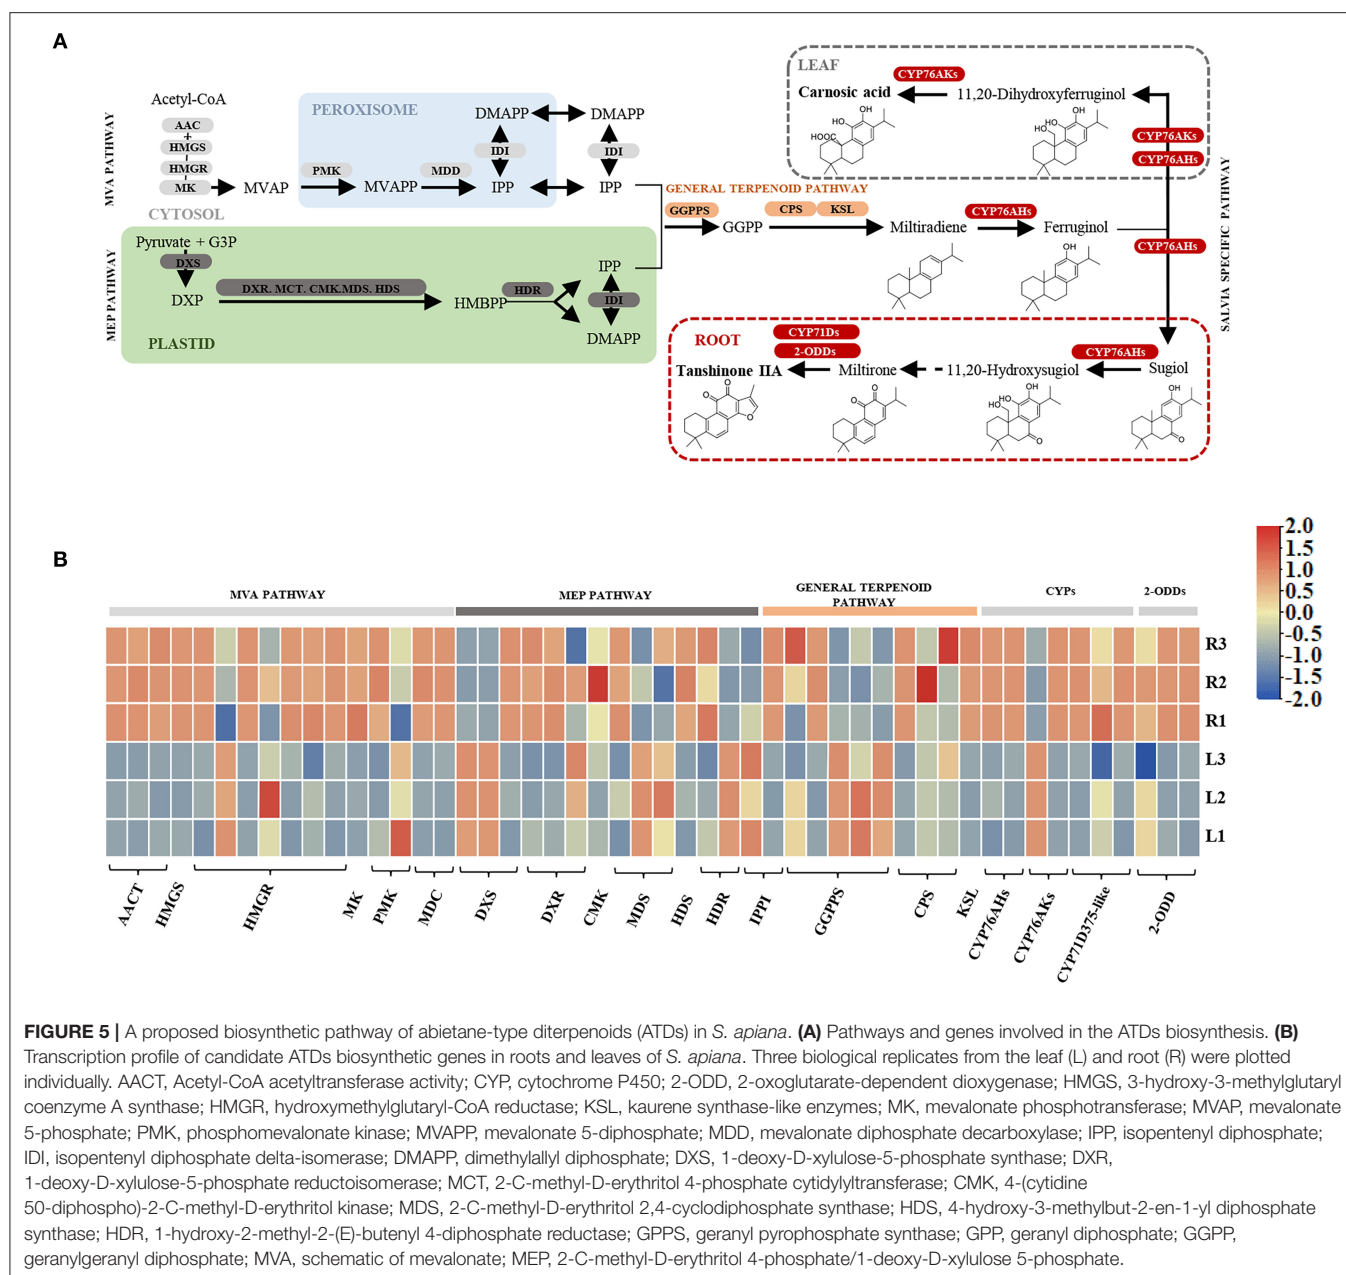 A
MVA PATHWAY
Acetyl-CoA
AAC
+
HMGS
HMGR
MK
MVAP
PMK
PEROXISOME
MVAPP
MDD
DMAPP
IDI
IPP
DMAPP
IDI
IPP
CYTOSOL
MEP PATHWAY
Pyruvate + G3P
DXS
DXP
DXR. MCT. CMK.MDS. HDS
HMBPP
HDR
IPP
IDI
DMAPP
PLASTID
GENERAL TERPENOID PATHWAY
GGPPS
GGPP
CPS
KSL
Miltiradiene
CYP76AHs
Ferruginol
OH
LEAF
CYP76AKs
Carnosic acid
11,20-Dihydroxyferruginol
OH
HO
HOOC
OH
OH
HO
CYP76AKs
CYP76AHs
CYP76AHs
SALVIA SPECIFIC PATHWAY
ROOT
CYP71Ds
2-ODDs
CYP76AHs
Tanshinone IIA
Miltirone
11,20-Hydroxysugiol
Sugiol
O
O
O
O
O
OH
OH
HO
O
OH
O
B
2.0
1.5
1.0
0.5
0.0
-0.5
-1.0
-1.5
-2.0
MVA PATHWAY
MEP PATHWAY
GENERAL TERPENOID
PATHWAY
CYPs
2-ODDs
R3
R2
R1
L3
L2
L1
AACT
HMGS
HMGR
MK
PMK
MDC
DXS
DXR
CMK
MDS
HDS
HDR
IPPI
GGPPS
CPS
KSL
CYP76AHs
CYP76AKs
CYP71D375-like
2-ODD
FIGURE 5 | A proposed biosynthetic pathway of abietane-type diterpenoids (ATDs) in S. apiana. (A) Pathways and genes involved in the ATDs biosynthesis. (B)
Transcription profile of candidate ATDs biosynthetic genes in roots and leaves of S. apiana. Three biological replicates from the leaf (L) and root (R) were plotted
individually. AACT, Acetyl-CoA acetyltransferase activity; CYP, cytochrome P450; 2-ODD, 2-oxoglutarate-dependent dioxygenase; HMGS, 3-hydroxy-3-methylglutaryl
coenzyme A synthase; HMGR, hydroxymethylglutaryl-CoA reductase; KSL, kaurene synthase-like enzymes; MK, mevalonate phosphotransferase; MVAP, mevalonate
5-phosphate; PMK, phosphomevalonate kinase; MVAPP, mevalonate 5-diphosphate; MDD, mevalonate diphosphate decarboxylase; IPP, isopentenyl diphosphate;
IDI, isopentenyl diphosphate delta-isomerase; DMAPP, dimethylallyl diphosphate; DXS, 1-deoxy-D-xylulose-5-phosphate synthase; DXR,
1-deoxy-D-xylulose-5-phosphate reductoisomerase; MCT, 2-C-methyl-D-erythritol 4-phosphate cytidylyltransferase; CMK, 4-(cytidine
50-diphospho)-2-C-methyl-D-erythritol kinase; MDS, 2-C-methyl-D-erythritol 2,4-cyclodiphosphate synthase; HDS, 4-hydroxy-3-methylbut-2-en-1-yl diphosphate
synthase; HDR, 1-hydroxy-2-methyl-2-(E)-butenyl 4-diphosphate reductase; GPPS, geranyl pyrophosphate synthase; GPP, geranyl diphosphate; GGPP,
geranylgeranyl diphosphate; MVA, schematic of mevalonate; MEP, 2-C-methyl-D-erythritol 4-phosphate/1-deoxy-D-xylulose 5-phosphate.